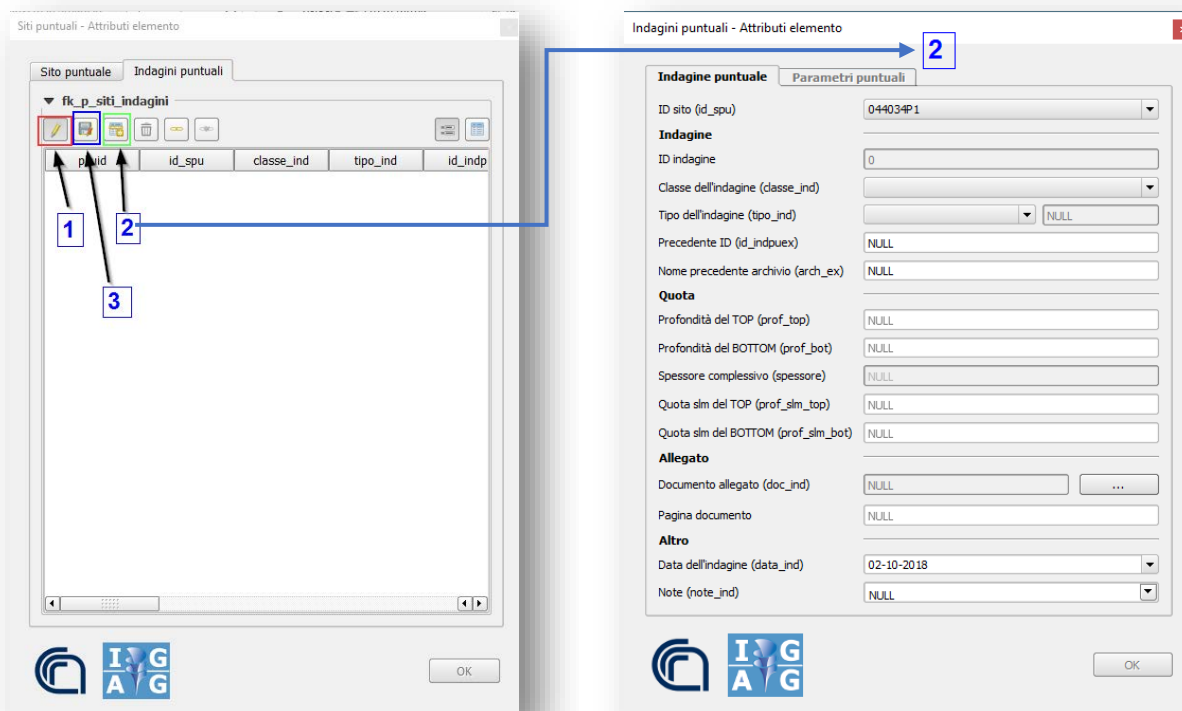 Siti puntuali - Attributi elemento
Sito puntuale
Indagini puntuali
fk_p_siti_indagini
id_spu
classe_ind
tipo_ind
id_indp
1
2
3
OK
I G
A G
Indagini puntuali - Attributi elemento
2
Indagine puntuale
Parametri puntuali
ID sito (id_spu)
044034P1
Indagine
ID indagine
0
Classe dell'indagine (classe_ind)
Tipo dell'indagine (tipo_ind)
NULL
Precedente ID (id_indpuex)
NULL
Nome precedente archivio (arch_ex)
NULL
Quota
Profondità del TOP (prof_top)
NULL
Profondità del BOTTOM (prof_bot)
NULL
Spessore complessivo (spessore)
NULL
Quota slm del TOP (prof_slm_top)
NULL
Quota slm del BOTTOM (prof_slm_bot)
NULL
Allegato
Documento allegato (doc_ind)
NULL
...
Pagina documento
NULL
Altro
Data dell'indagine (data_ind)
02-10-2018
Note (note_ind)
NULL
I G
A G
OK